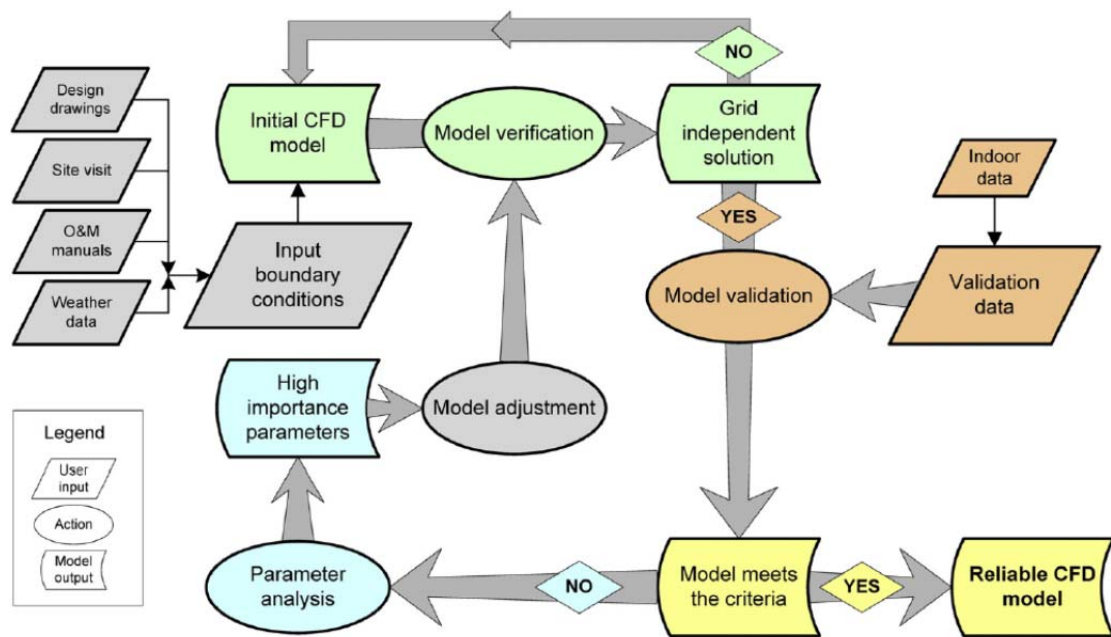 NO
Design
drawings
Initial CFD
model
Model verification
Grid
independent
solution
Site visit
Indoor
data
O&M
manuals
YES
Input
boundary
conditions
Weather
data
Model validation
Validation
data
High
importance
parameters
Model adjustment
Legend
User
input
Action
Model
output
Parameter
analysis
NO
Model meets
the criteria
YES
Reliable CFD
model